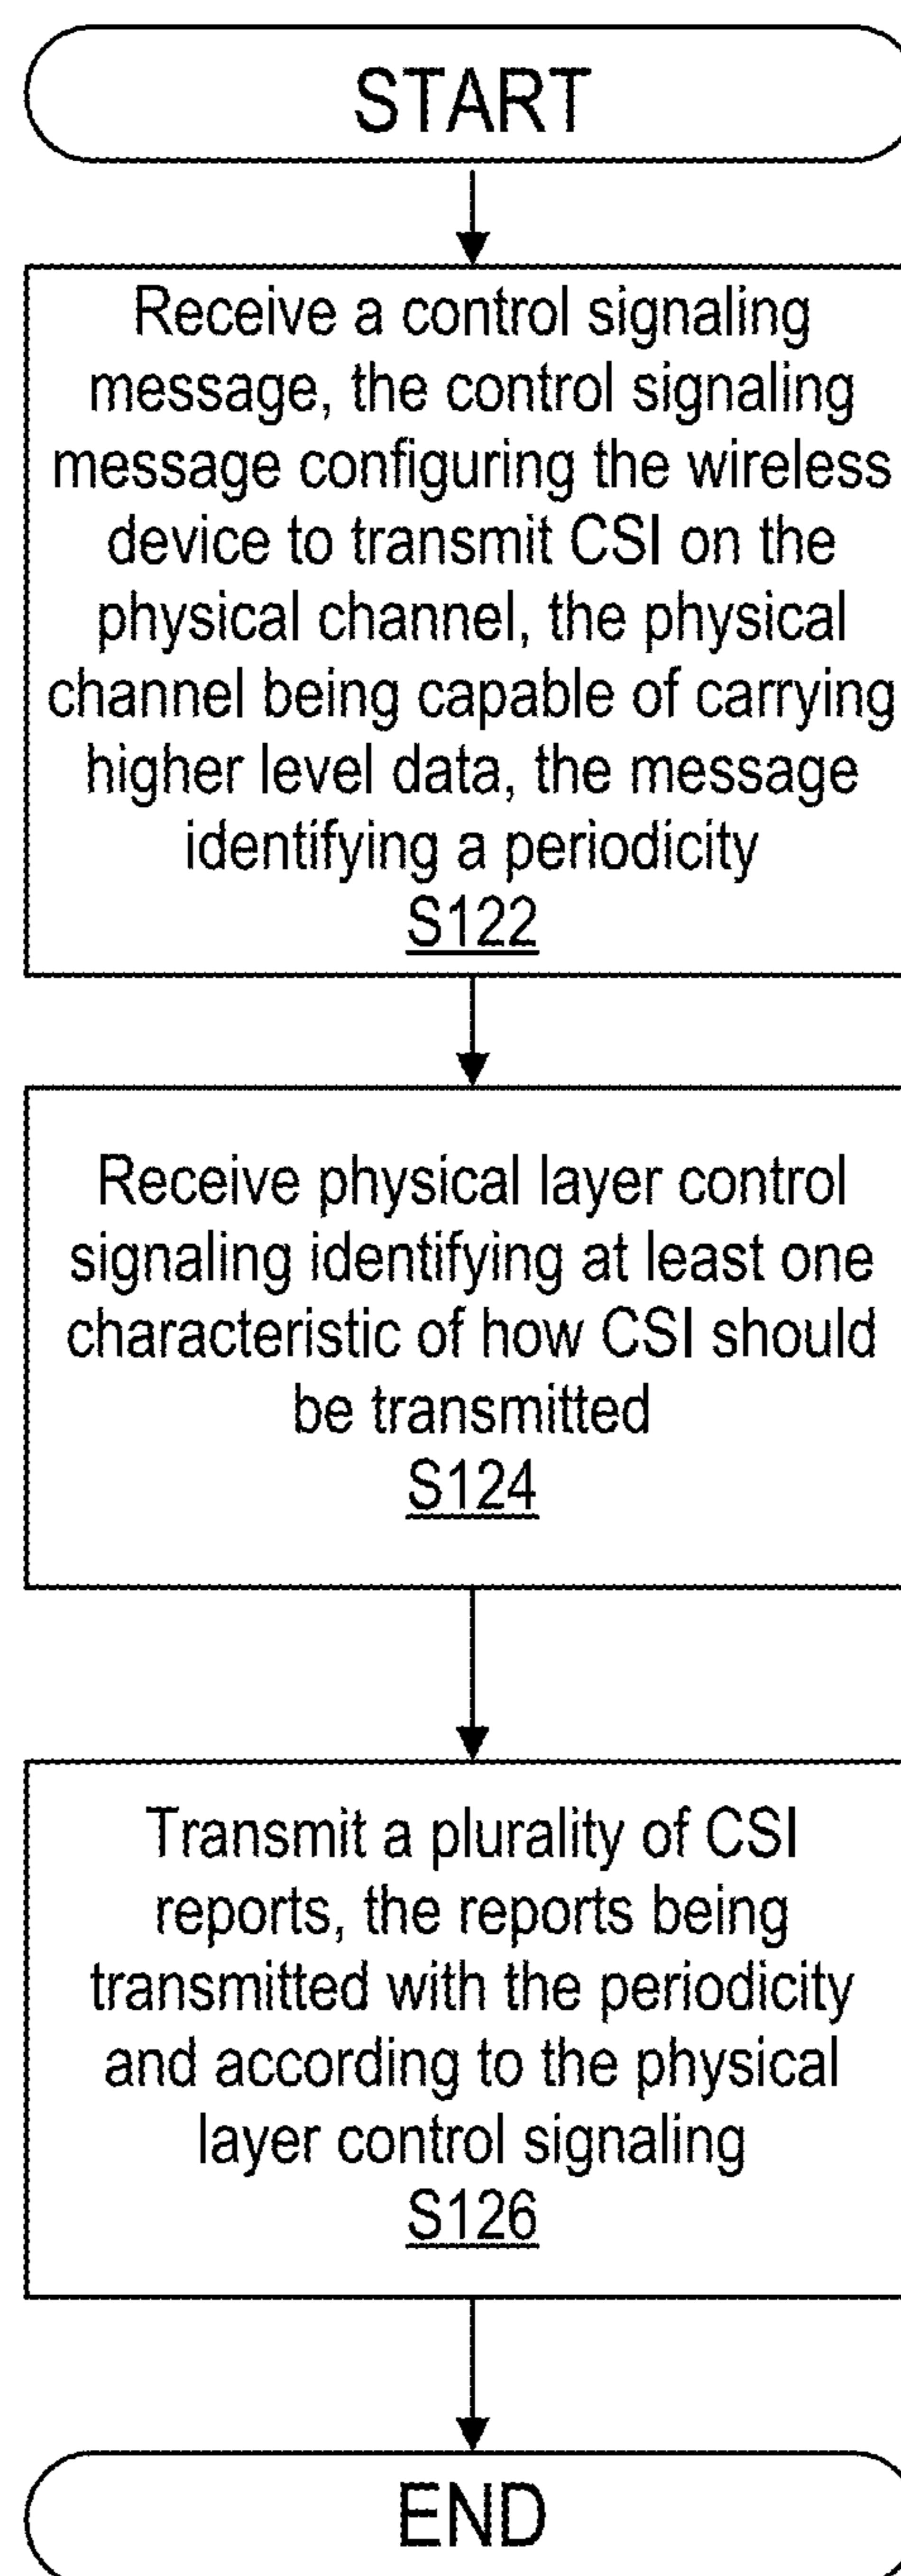 START
Receive a control signaling
message, the control signaling
message configuring the wireless
device to transmit CSI on the
physical channel, the physical
channel being capable of carrying
higher level data, the message
identifying a periodicity
S122
Receive physical layer control
signaling identifying at least one
characteristic of how CSI should
be transmitted
S124
Transmit a plurality of CSI
reports, the reports being
transmitted with the periodicity
and according to the physical
layer control signaling
S126
END